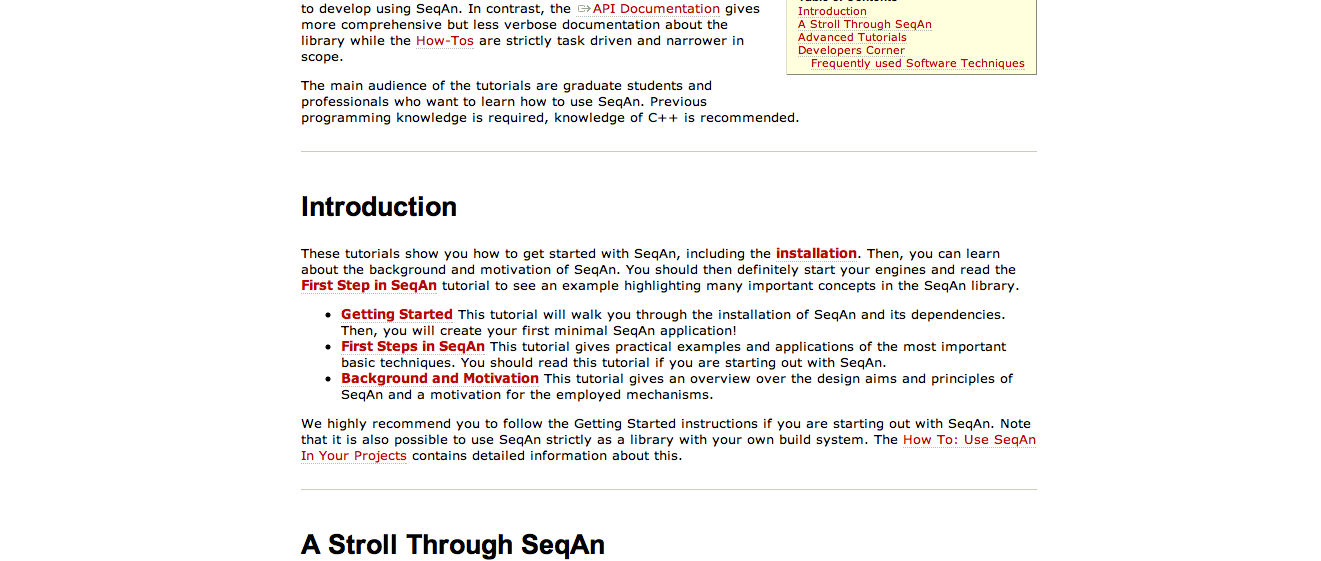 to develop using SeqAn. In contrast, the API Documentation gives
more comprehensive but less verbose documentation about the
library while the How-Tos are strictly task driven and narrower in
scope.
Introduction
A Stroll Through SeqAn
Advanced Tutorials
Developers Corner
Frequently used Software Techniques
The main audience of the tutorials are graduate students and
professionals who want to learn how to use SeqAn. Previous
programming knowledge is required, knowledge of C++ is recommended.
Introduction
These tutorials show you how to get started with SeqAn, including the installation. Then, you can learn
about the background and motivation of SeqAn. You should then definitely start your engines and read the
First Step in SeqAn tutorial to see an example highlighting many important concepts in the SeqAn library.
• Getting Started This tutorial will walk you through the installation of SeqAn and its dependencies.
Then, you will create your first minimal SeqAn application!
• First Steps in SeqAn This tutorial gives practical examples and applications of the most important
basic techniques. You should read this tutorial if you are starting out with SeqAn.
• Background and Motivation This tutorial gives an overview over the design aims and principles of
SeqAn and a motivation for the employed mechanisms.
We highly recommend you to follow the Getting Started instructions if you are starting out with SeqAn. Note
that it is also possible to use SeqAn strictly as a library with your own build system. The How To: Use SeqAn
In Your Projects contains detailed information about this.
A Stroll Through SeqAn